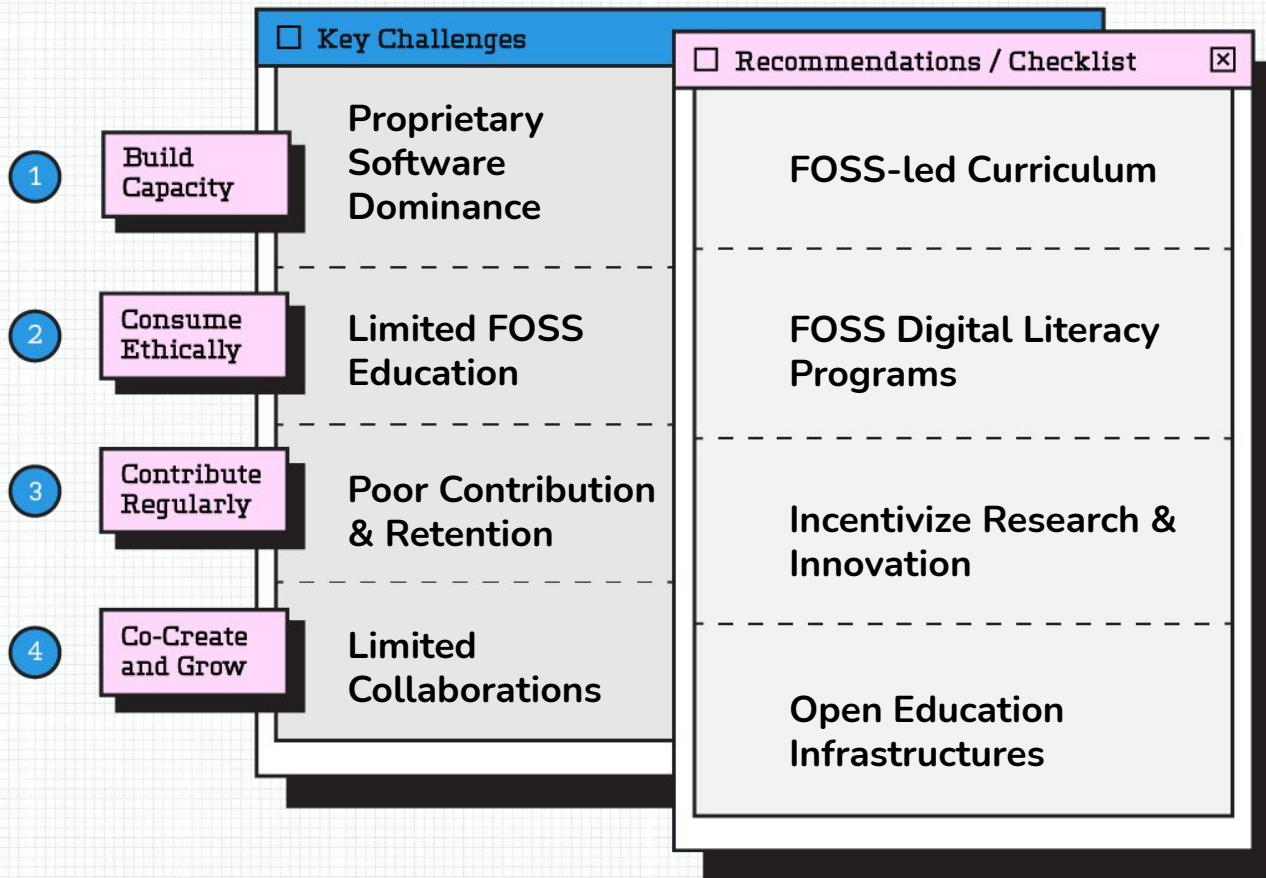 Key Challenges
Recommendations / Checklist
1
Build
Capacity
Proprietary
Software
Dominance
FOSS-led Curriculum
2
Consume
Ethically
Limited FOSS
Education
FOSS Digital Literacy
Programs
3
Contribute
Regularly
Poor Contribution
& Retention
Incentivize Research &
Innovation
4
Co-Create
and Grow
Limited
Collaborations
Open Education
Infrastructures